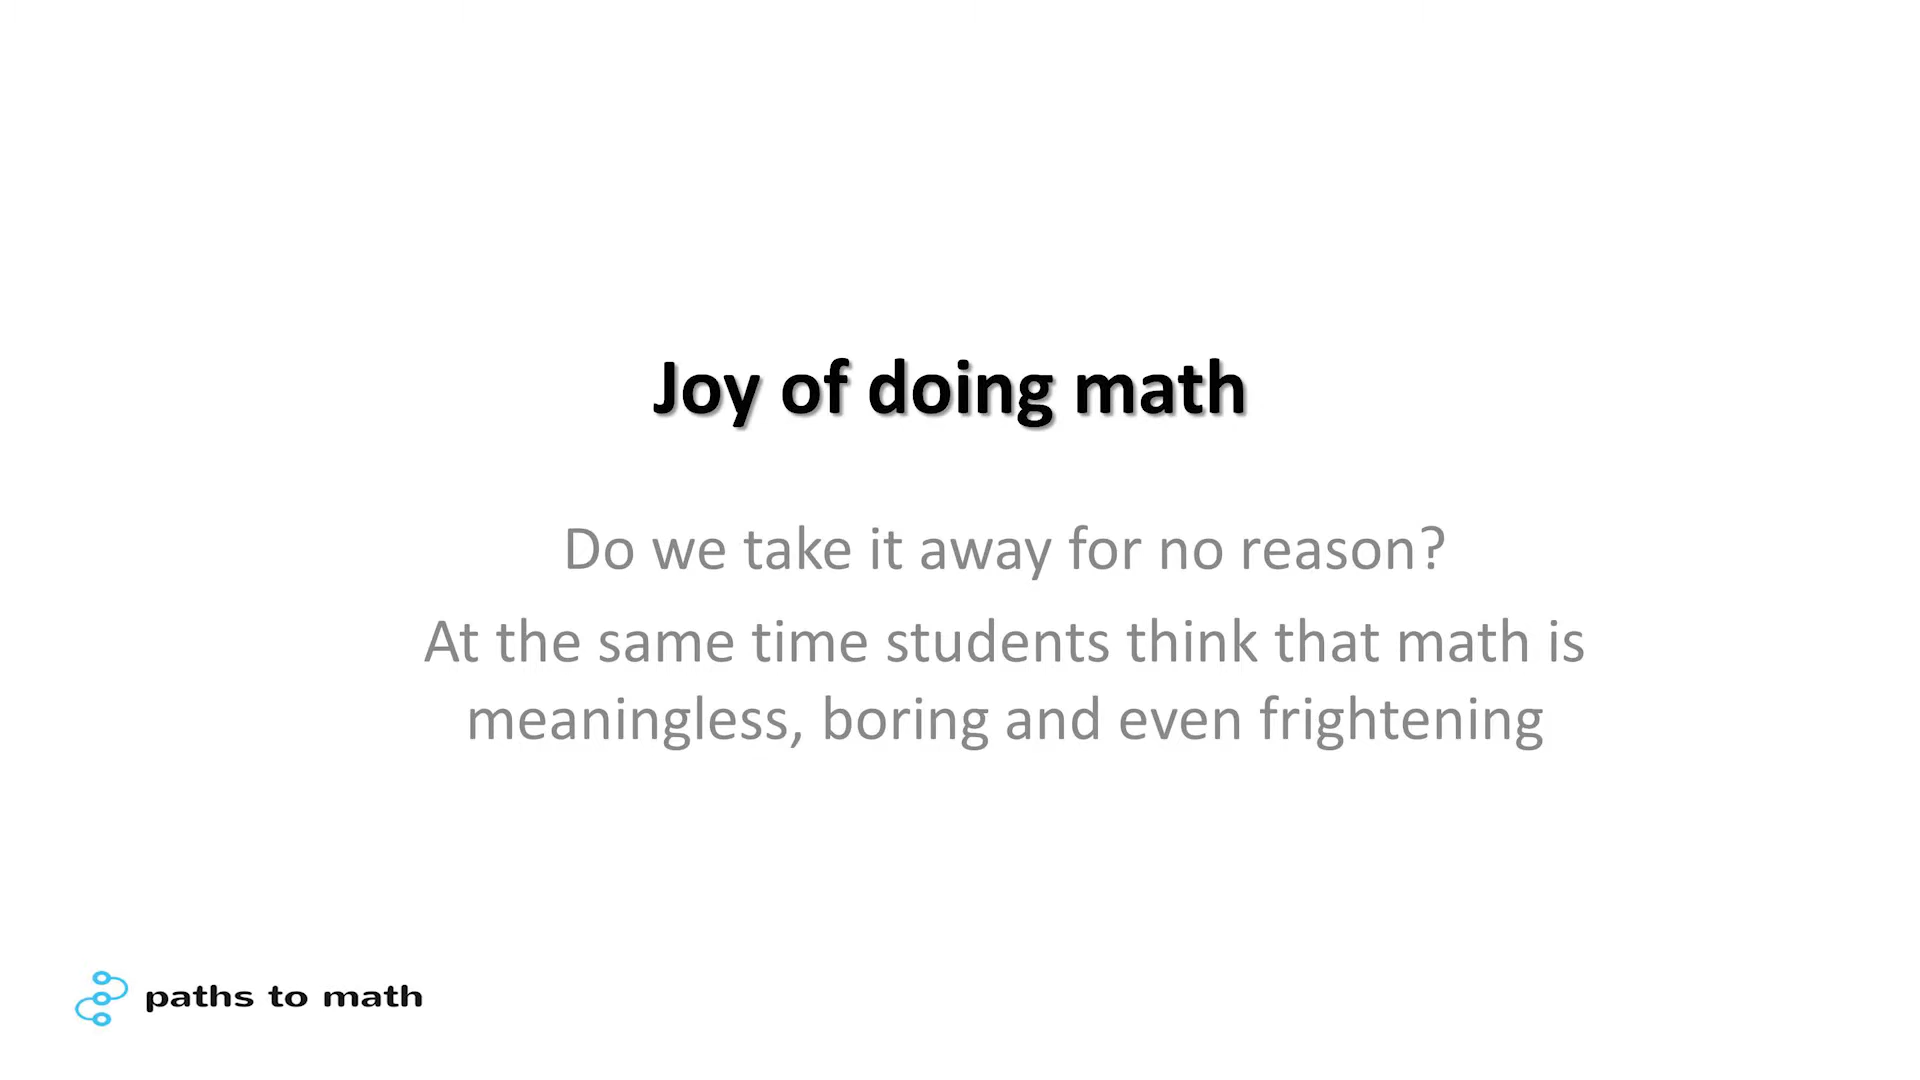 Joy of doing math
Do we take it away for no reason?
At the same time students think that math is
meaningless, boring and even frightening
paths to math